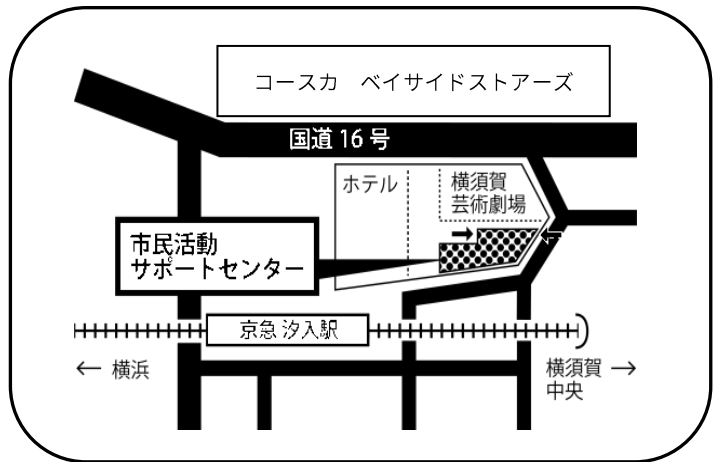 コースカ　ベイサイドストアーズ
国道 16 号
ホテル
横須賀
芸術劇場
市民活動
サポートセンター
京急 汐入駅
← 横浜
横須賀 →
中央